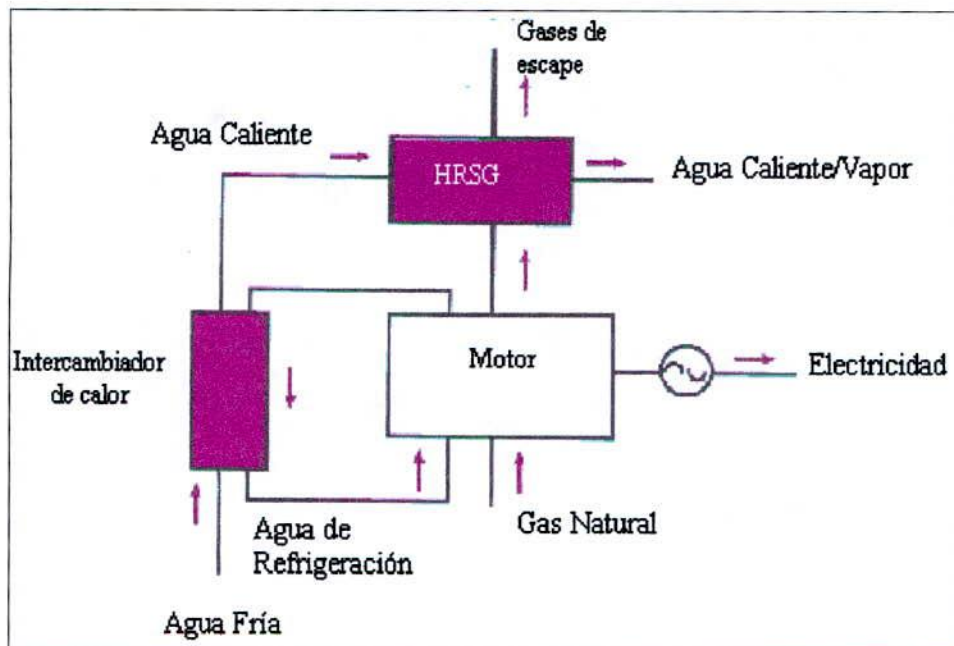 Gases de
escape
Agua Caliente
HRSG
Agua Caliente/Vapor
Intercambiador
de calor
Motor
Electricidad
Agua de
Refrigeración
Gas Natural
Agua Fría